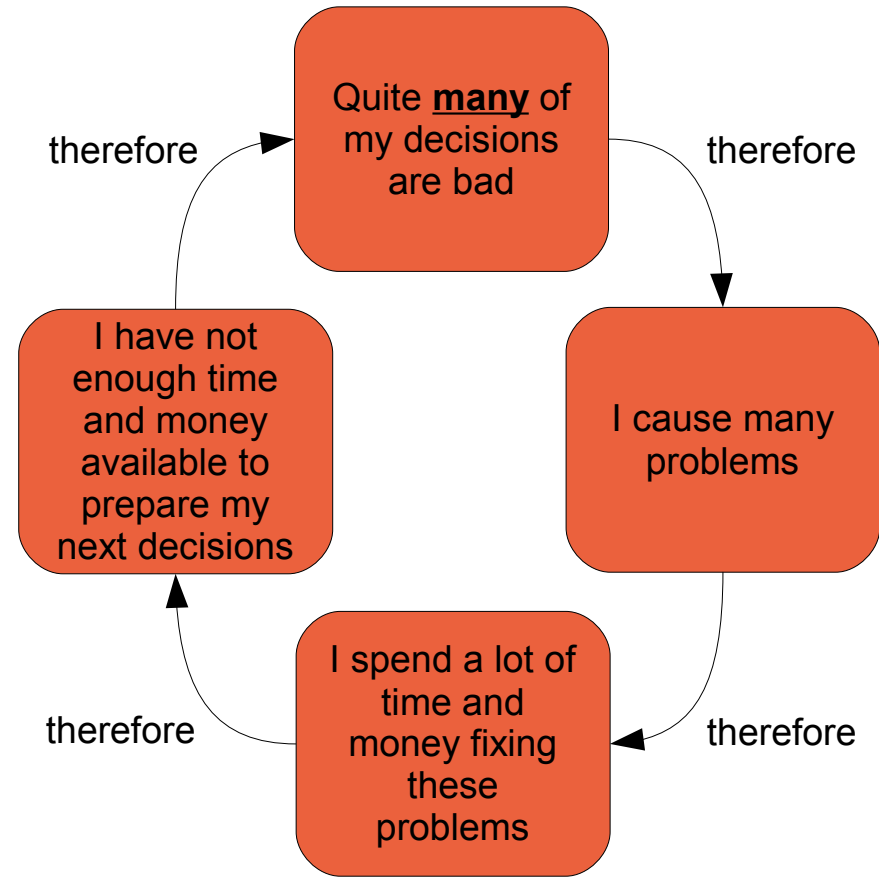 Quite many of
my decisions
are bad
therefore
I cause many
problems
therefore
I spend a lot of
time and
money fixing
these
problems
therefore
I have not
enough time
and money
available to
prepare my
next decisions
therefore